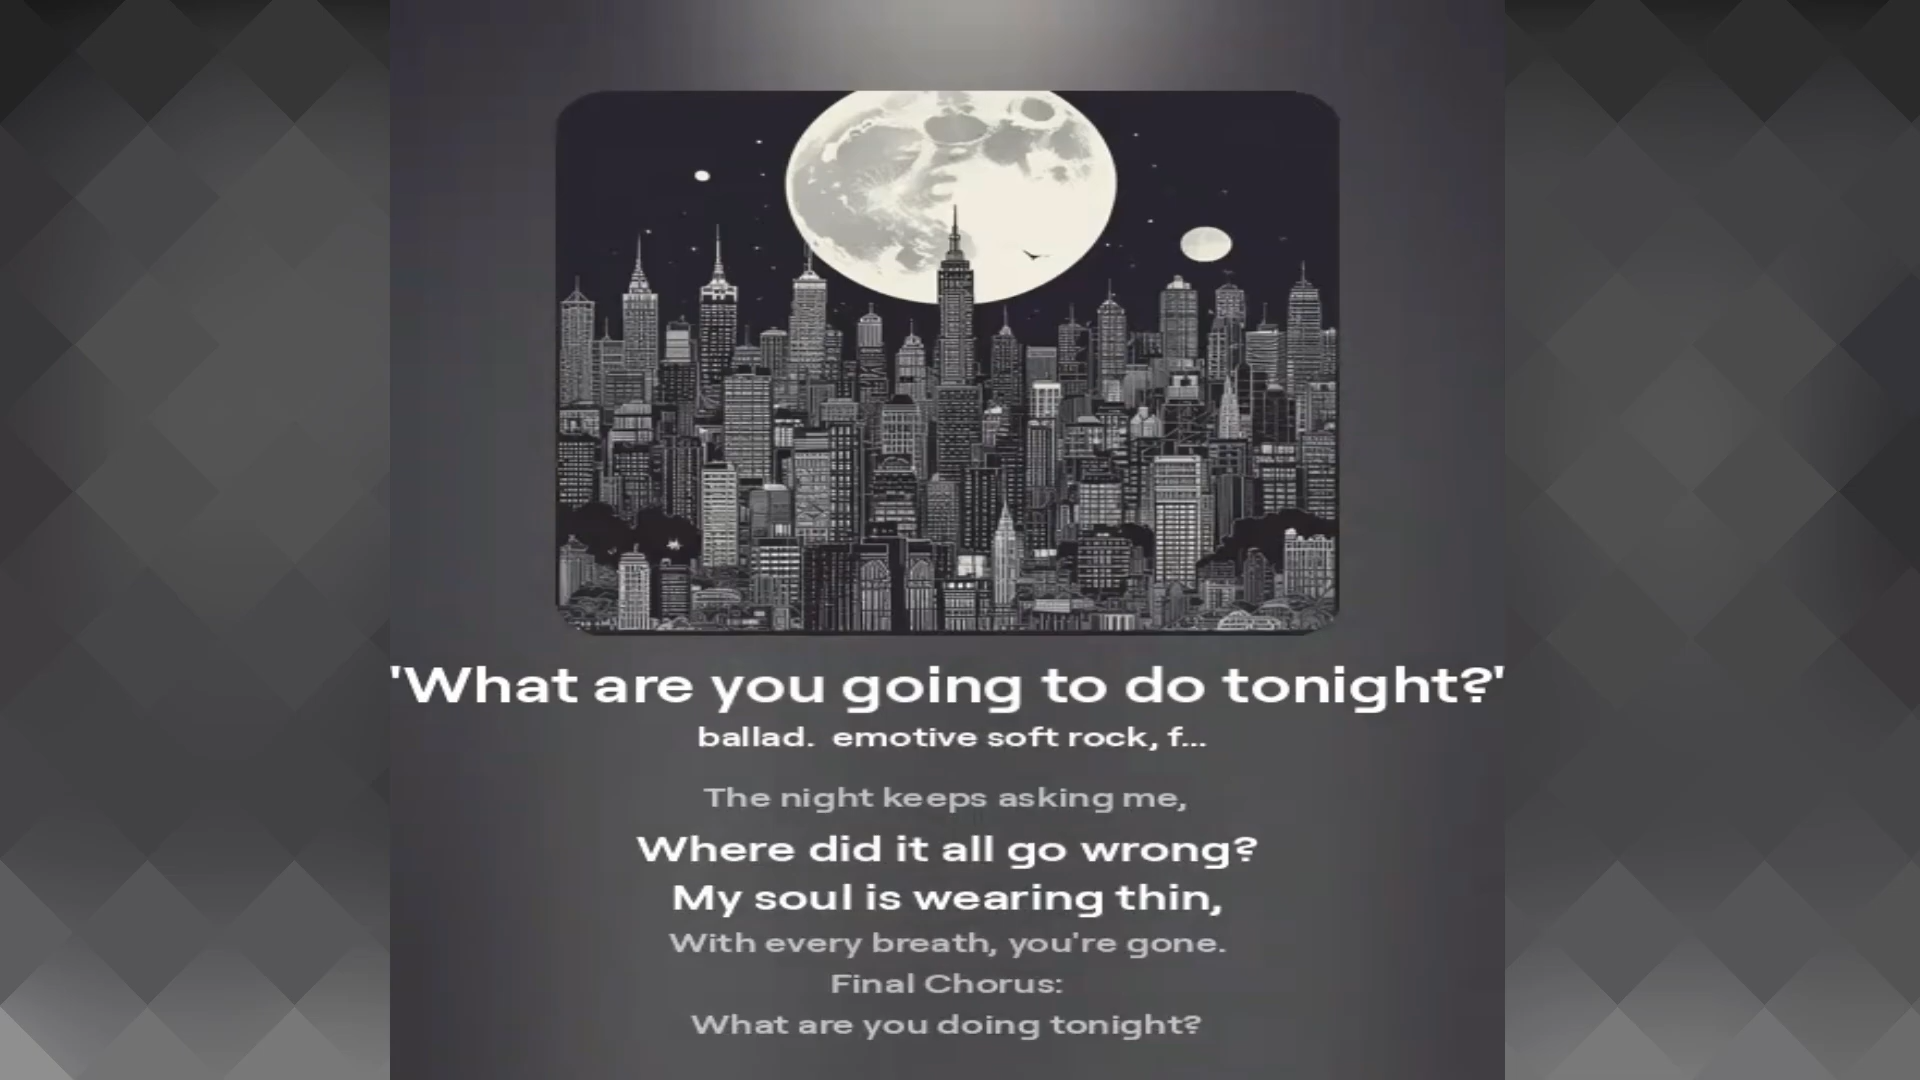 'What are you going to do tonight?'
ballad.  emotive soft rock, f...
The night keeps asking me,
Where did it all go wrong?
My soul is wearing thin,
With every breath, you're gone.
Final Chorus:
What are you doing tonight?